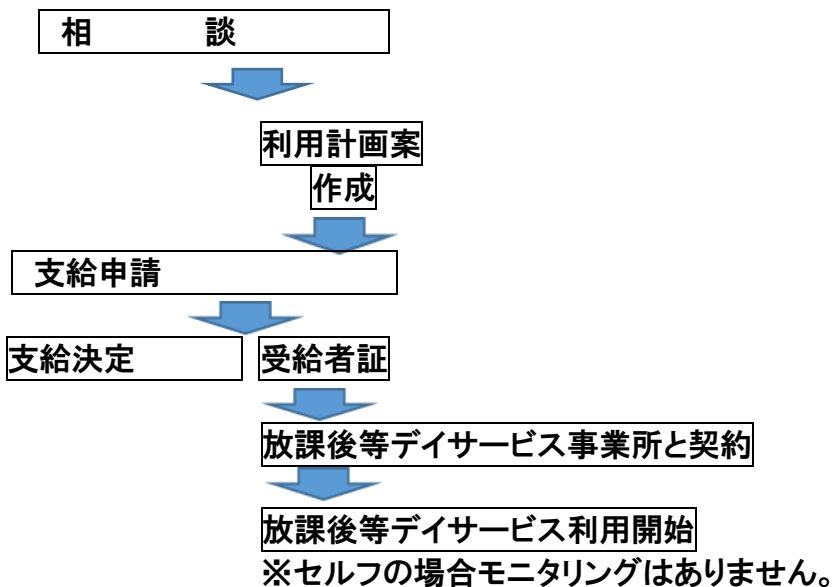 相　　　談
利用計画案
作成
支給申請
支給決定　受給者証
放課後等デイサービス事業所と契約
放課後等デイサービス利用開始
※セルフの場合モニタリングはありません。